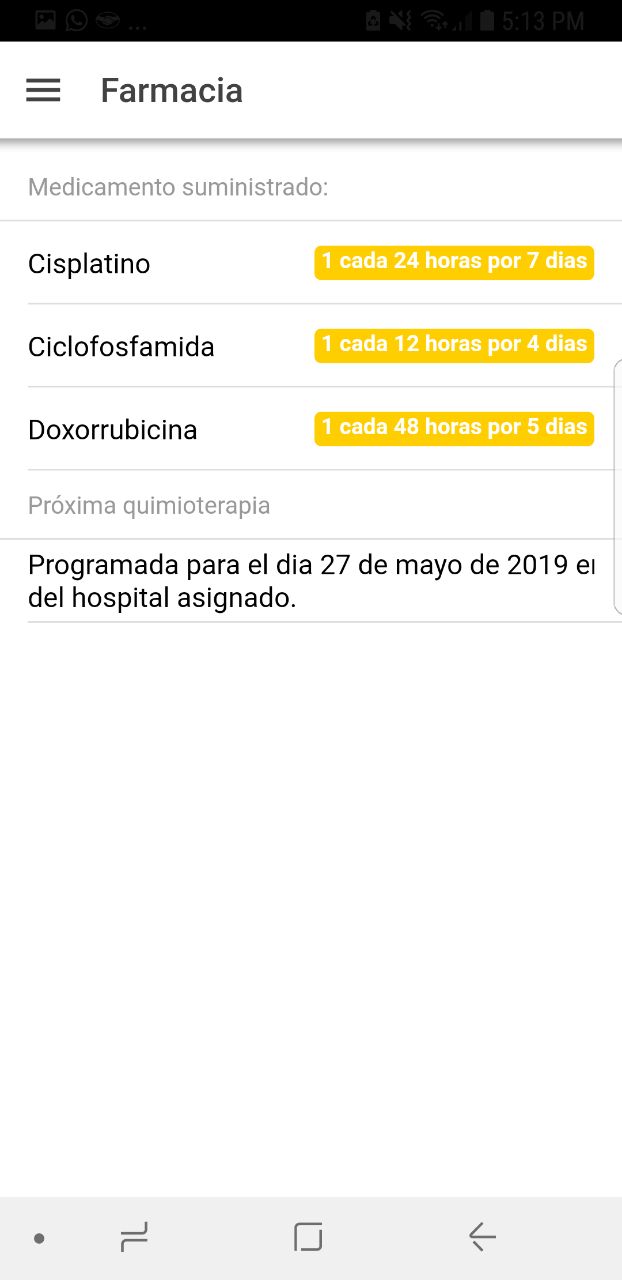 ... 5:13 PM
Farmacia
Medicamento suministrado:
Cisplatino 1 cada 24 horas por 7 dias
Ciclofosfamida 1 cada 12 horas por 4 dias
Doxorrubicina 1 cada 48 horas por 5 dias
Próxima quimioterapia
Programada para el dia 27 de mayo de 2019
del hospital asignado.